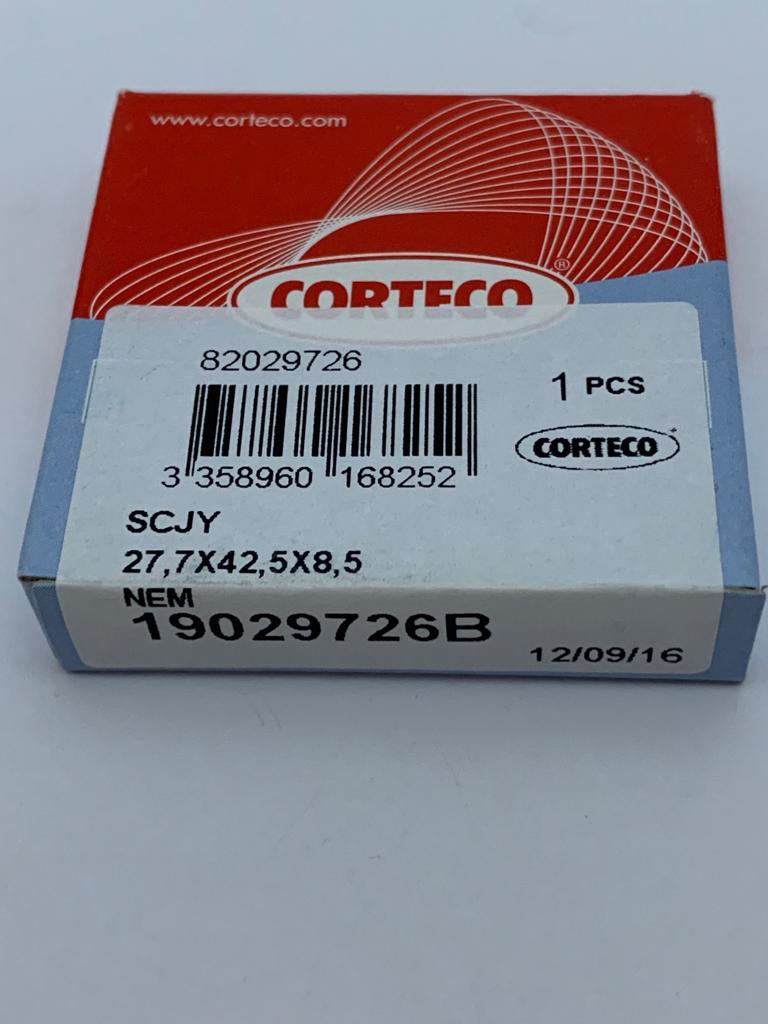 www.corteco.com
CORTECO®
82029726
1 PCS
3 358960 168252
CORTECO
SCJY
27,7X42,5X8,5
NEM
19029726B
12/09/16